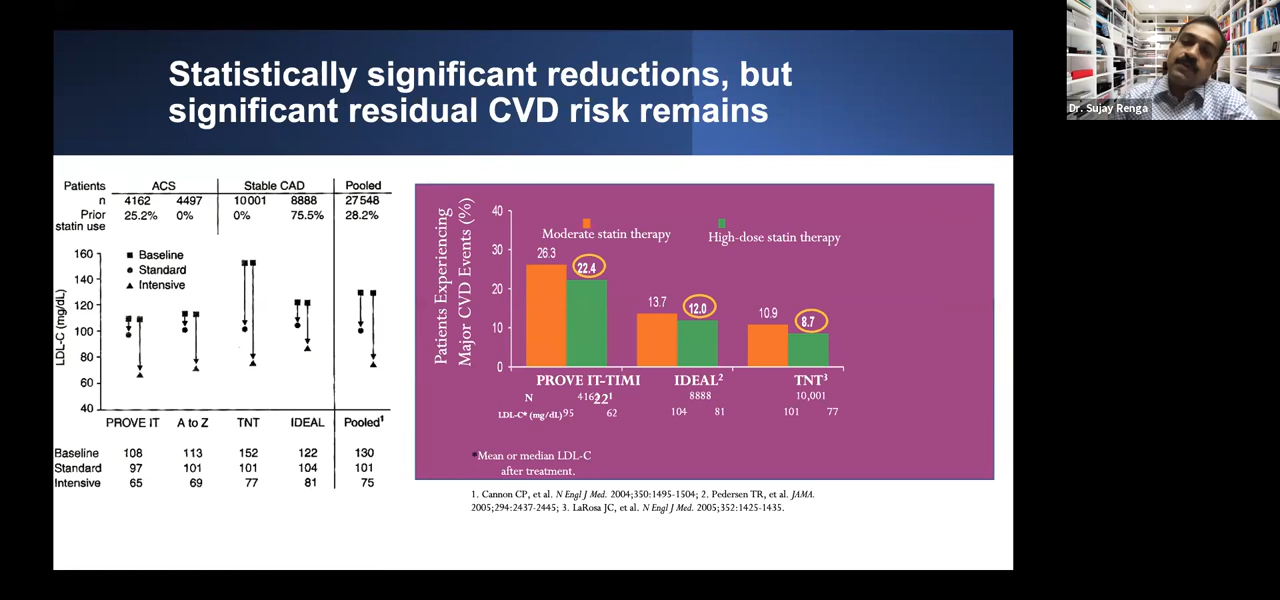 Statistically significant reductions, but
significant residual CVD risk remains
Dr. Sujay Renga
Patients ACS Stable CAD Pooled
n 4162 4497 10001 8888 27548
Prior 25.2% 0% 0% 75.5% 28.2%
statin use
LDL-C (mg/dL)
160
140
120
100
80
60
40
Baseline
Standard
Intensive
PROVE IT A to Z TNT IDEAL Pooled¹
Baseline 108 113 152 122 130
Standard 97 101 101 104 101
Intensive 65 69 77 81 75
Patients Experiencing
Major CVD Events (%)
40
30
20
10
0
Moderate statin therapy High-dose statin therapy
26.3 22.4 13.7 12.0 10.9 8.7
PROVE IT-TIMI IDEAL² TNT³
22¹
N 4162 8888 10,001
LDL-C* (mg/dL) 95 62 104 81 101 77
*Mean or median LDL-C
after treatment.
1. Cannon CP, et al. N Engl J Med. 2004;350:1495-1504; 2. Pedersen TR, et al. JAMA.
2005;294:2437-2445; 3. LaRosa JC, et al. N Engl J Med. 2005;352:1425-1435.